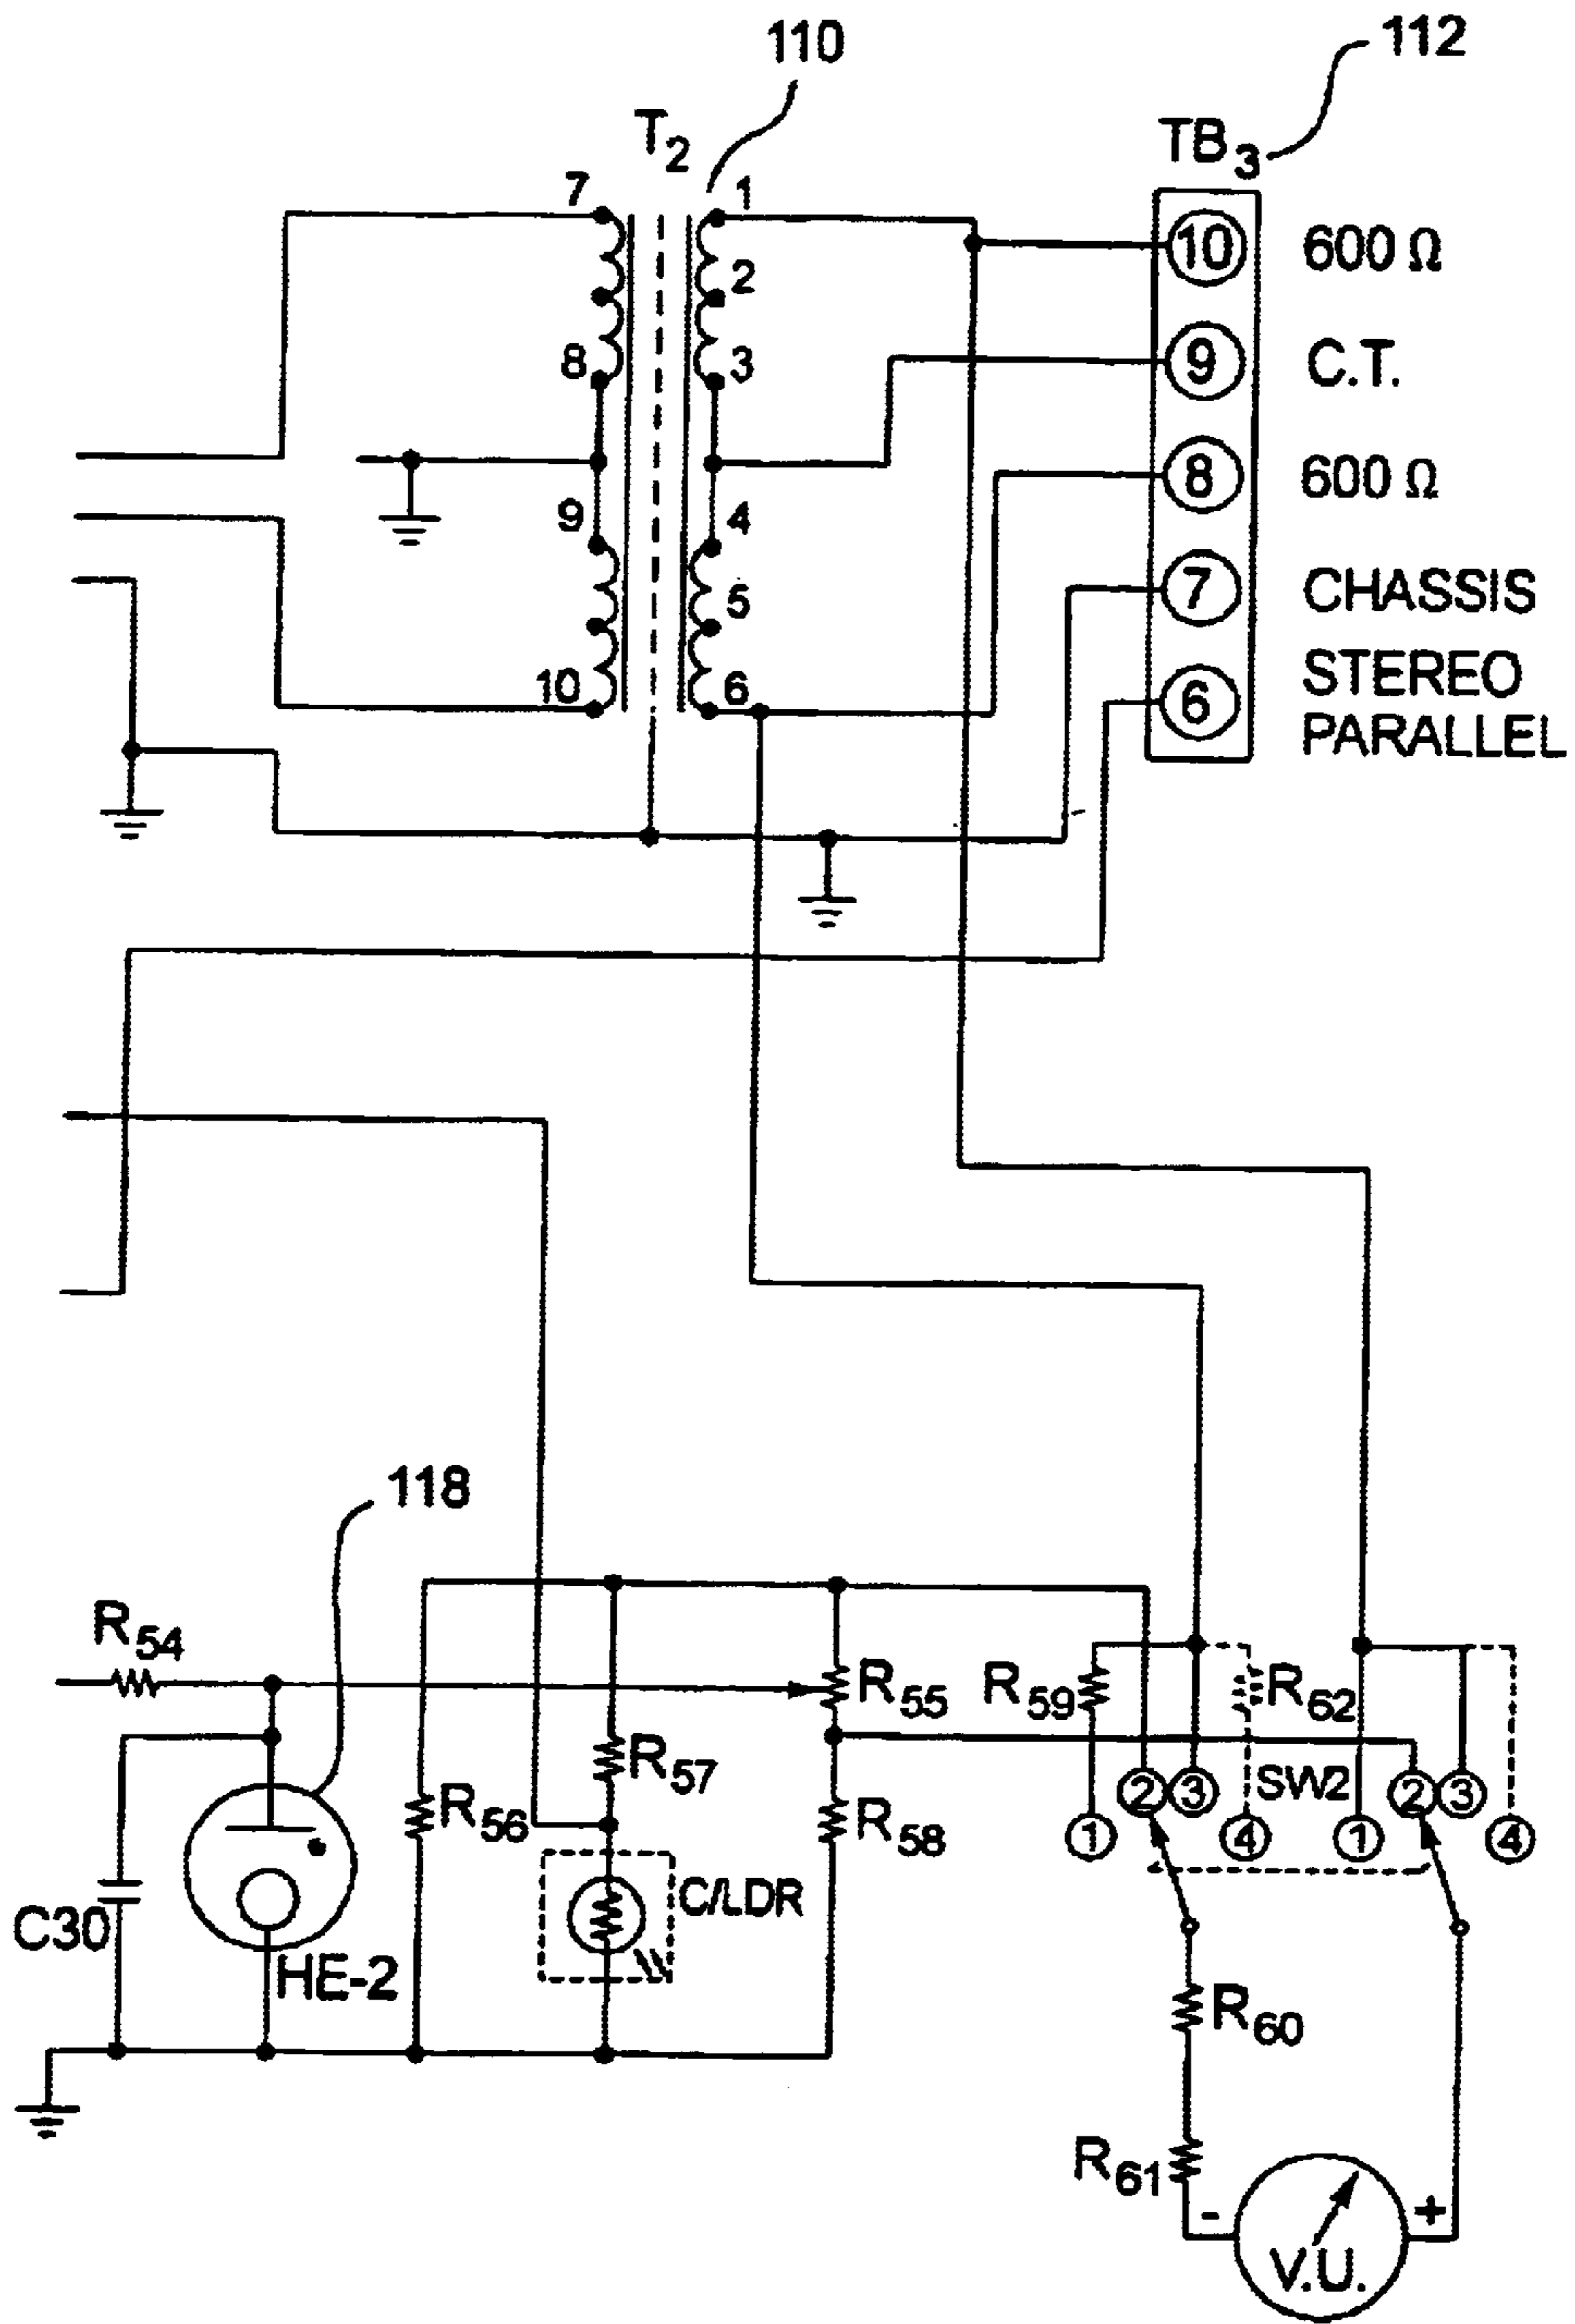 110
112
T2
TB3
7
1
10
600 Ω
2
8
3
9
C.T.
9
4
8
600 Ω
5
7
CHASSIS
10
6
6
STEREO
PARALLEL
118
R54
R55
R59
R62
R57
R56
R58
2
3
SW2
2
3
1
4
1
4
C/LDR
C30
HE-2
R60
R61
-
+
V.U.